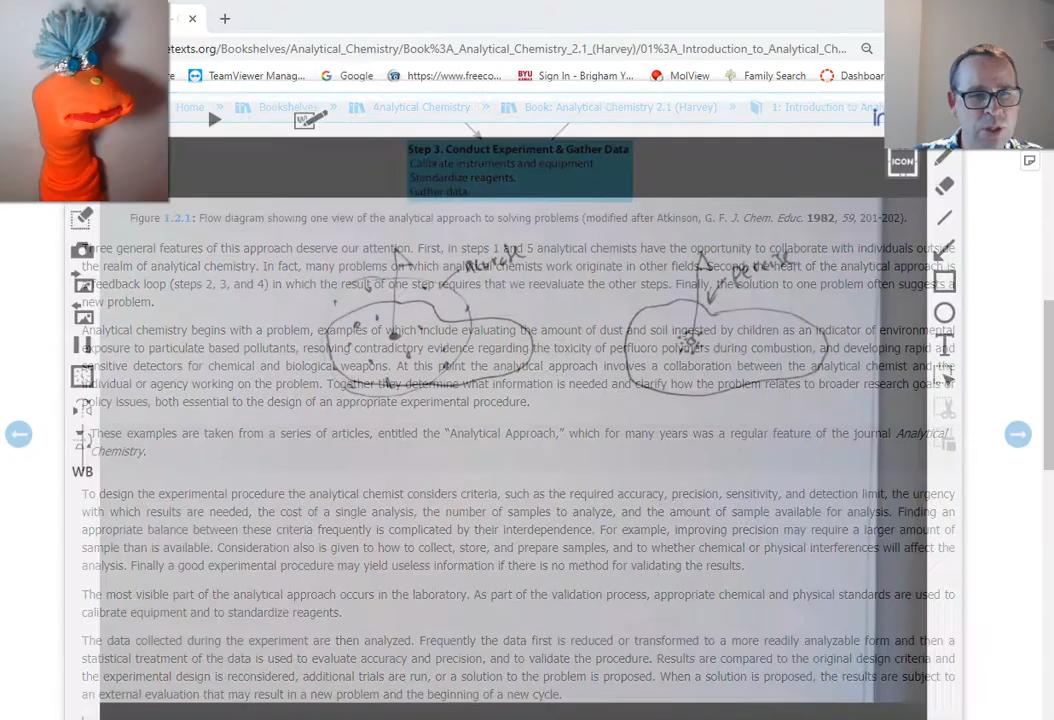 etexts.org/Bookshelves/Analytical_Chemistry/Book%3A_Analytical_Chemistry_2.1_(Harvey)/01%3A_Introduction_to_Analytical_Ch...
TeamViewer Manag... Google https://www.freeco... BYU Sign In - Brigham Y... MolView Family Search Dashboar
Home » Bookshelves » Analytical Chemistry » Book: Analytical Chemistry 2.1 (Harvey) » 1: Introduction to Anal
Step 3. Conduct Experiment & Gather Data
Calibrate instruments and equipment
Standardize reagents.
Gather data.
ICON
Figure 1.2.1: Flow diagram showing one view of the analytical approach to solving problems (modified after Atkinson, G. F. J. Chem. Educ. 1982, 59, 201-202).
Three general features of this approach deserve our attention. First, in steps 1 and 5 analytical chemists have the opportunity to collaborate with individuals outside
the realm of analytical chemistry. In fact, many problems on which analytical chemists work originate in other fields. Second, the heart of the analytical approach is
a feedback loop (steps 2, 3, and 4) in which the result of one step requires that we reevaluate the other steps. Finally, the solution to one problem often suggests a
new problem.
accurate
precise
Analytical chemistry begins with a problem, examples of which include evaluating the amount of dust and soil ingested by children as an indicator of environmental
exposure to particulate based pollutants, resolving contradictory evidence regarding the toxicity of perfluoro polymers during combustion, and developing rapid and
sensitive detectors for chemical and biological weapons. At this point the analytical approach involves a collaboration between the analytical chemist and the
individual or agency working on the problem. Together they determine what information is needed and clarify how the problem relates to broader research goals or
policy issues, both essential to the design of an appropriate experimental procedure.
These examples are taken from a series of articles, entitled the “Analytical Approach,” which for many years was a regular feature of the journal Analytical
Chemistry.
WB
To design the experimental procedure the analytical chemist considers criteria, such as the required accuracy, precision, sensitivity, and detection limit, the urgency
with which results are needed, the cost of a single analysis, the number of samples to analyze, and the amount of sample available for analysis. Finding an
appropriate balance between these criteria frequently is complicated by their interdependence. For example, improving precision may require a larger amount of
sample than is available. Consideration also is given to how to collect, store, and prepare samples, and to whether chemical or physical interferences will affect the
analysis. Finally a good experimental procedure may yield useless information if there is no method for validating the results.
The most visible part of the analytical approach occurs in the laboratory. As part of the validation process, appropriate chemical and physical standards are used to
calibrate equipment and to standardize reagents.
The data collected during the experiment are then analyzed. Frequently the data first is reduced or transformed to a more readily analyzable form and then a
statistical treatment of the data is used to evaluate accuracy and precision, and to validate the procedure. Results are compared to the original design criteria and
the experimental design is reconsidered, additional trials are run, or a solution to the problem is proposed. When a solution is proposed, the results are subject to
an external evaluation that may result in a new problem and the beginning of a new cycle.